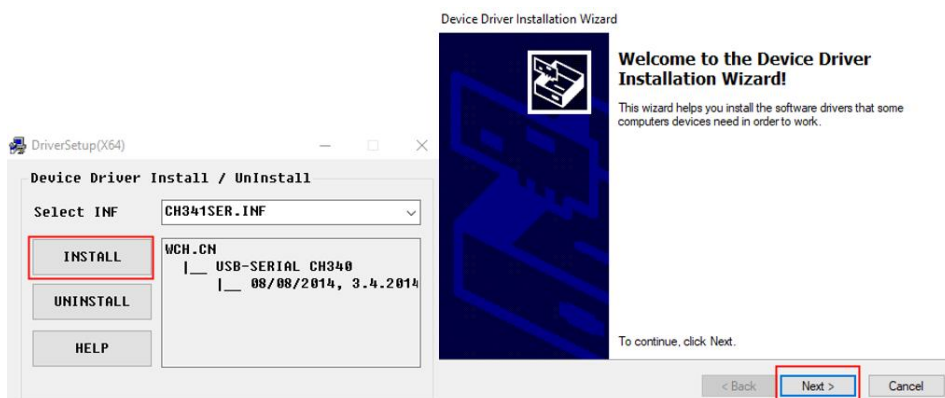 DriverSetup(X64)
Device Driver Install / UnInstall
Select INF
CH341SER.INF
INSTALL
UNINSTALL
HELP
WCH.CN
|__ USB-SERIAL CH340
|__ 08/08/2014, 3.4.2014
Device Driver Installation Wizard
Welcome to the Device Driver
Installation Wizard!
This wizard helps you install the software drivers that some
computers devices need in order to work.
To continue, click Next.
< Back
Next >
Cancel